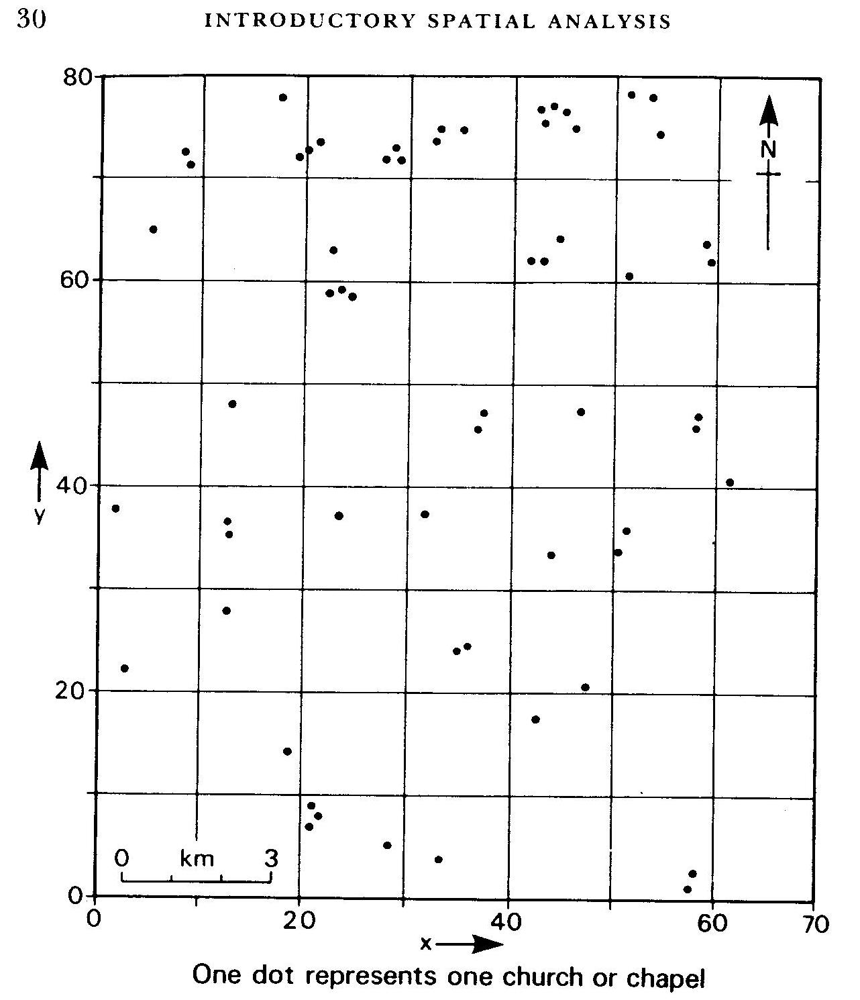 30 INTRODUCTORY SPATIAL ANALYSIS
80
N
60
40
y
20
0 km 3
0
0 20 40 60 70
x
One dot represents one church or chapel